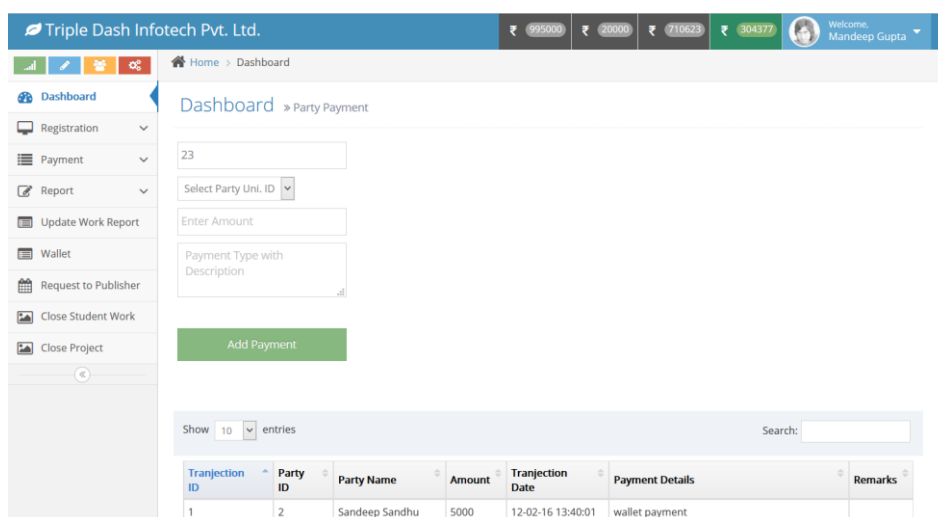 Triple Dash Infotech Pvt. Ltd.
₹ 995000 ₹ 20000 ₹ 710623 ₹ 304377
Welcome,
Mandeep Gupta
Home > Dashboard
Dashboard
Registration
Payment
Report
Update Work Report
Wallet
Request to Publisher
Close Student Work
Close Project
Dashboard » Party Payment
23
Select Party Uni. ID
Enter Amount
Payment Type with
Description
Add Payment
Show 10 entries Search:
Tranjection ID Party ID Party Name Amount Tranjection Date Payment Details Remarks
1 2 Sandeep Sandhu 5000 12-02-16 13:40:01 wallet payment